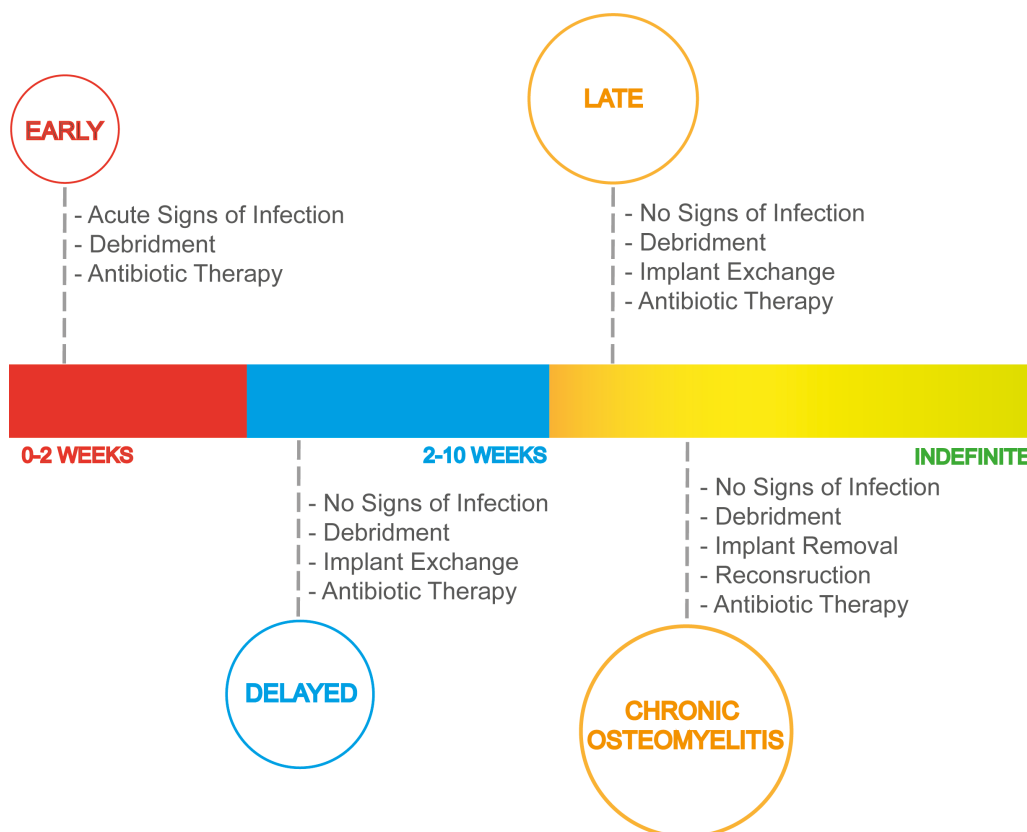 EARLY
- Acute Signs of Infection
- Debridment
- Antibiotic Therapy
LATE
- No Signs of Infection
- Debridment
- Implant Exchange
- Antibiotic Therapy
0-2 WEEKS
2-10 WEEKS
INDEFINITE
- No Signs of Infection
- Debridment
- Implant Exchange
- Antibiotic Therapy
DELAYED
- No Signs of Infection
- Debridment
- Implant Removal
- Reconsruction
- Antibiotic Therapy
CHRONIC
OSTEOMYELITIS